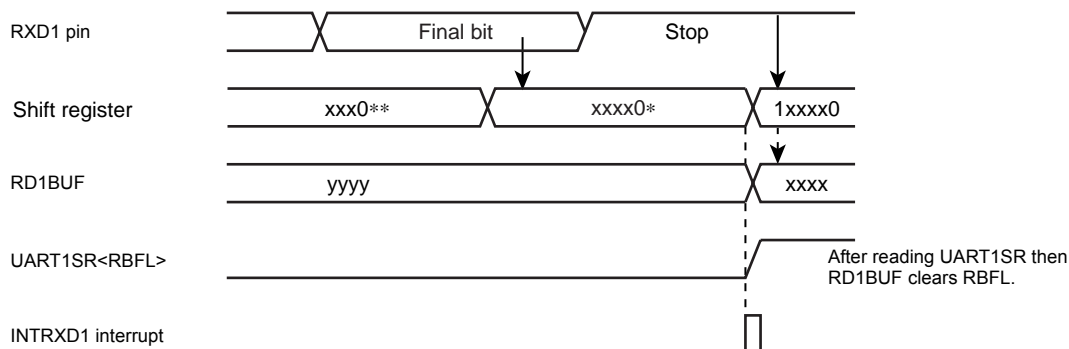 RXD1 pin
Final bit
Stop
Shift register
xxx0**
xxxx0*
1xxxx0
RD1BUF
yyyy
xxxx
UART1SR<RBFL>
After reading UART1SR then
RD1BUF clears RBFL.
INTRXD1 interrupt